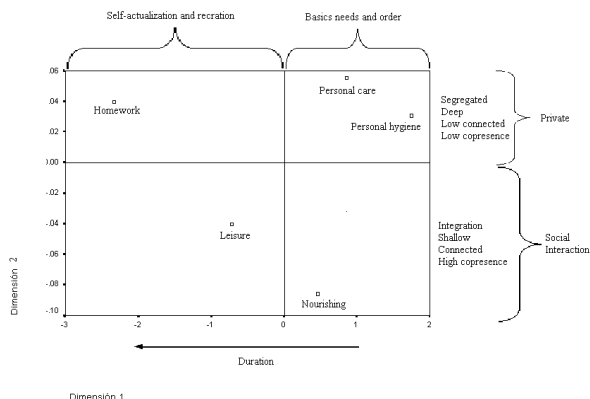 Self-actualization and recration
Basics needs and order
.06
.04
.02
0.00
-.02
-.04
-.06
-.08
-.10
-3
-2
-1
0
1
2
Homework
Personal care
Personal hygiene
Leisure
Nourishing
Segregated
Deep
Low connected
Low copresence
Private
Integration
Shallow
Connected
High copresence
Social
Interaction
Dimensión 2
Duration
Dimensión 1